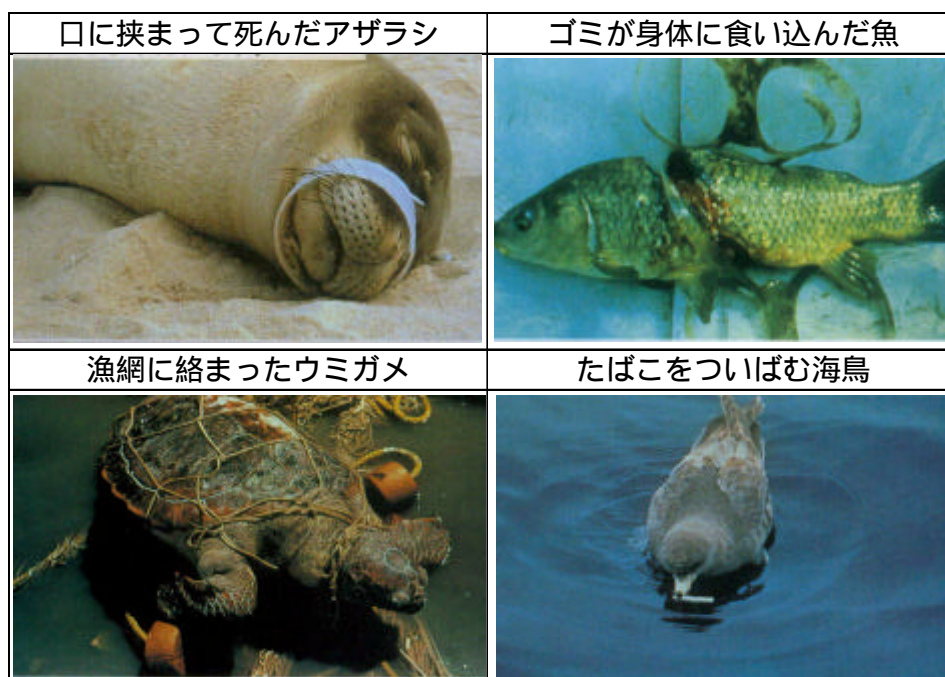 口に挟まって死んだアザラシ
ゴミが身体に食い込んだ魚
漁網に絡まったウミガメ
たばこをついばむ海鳥